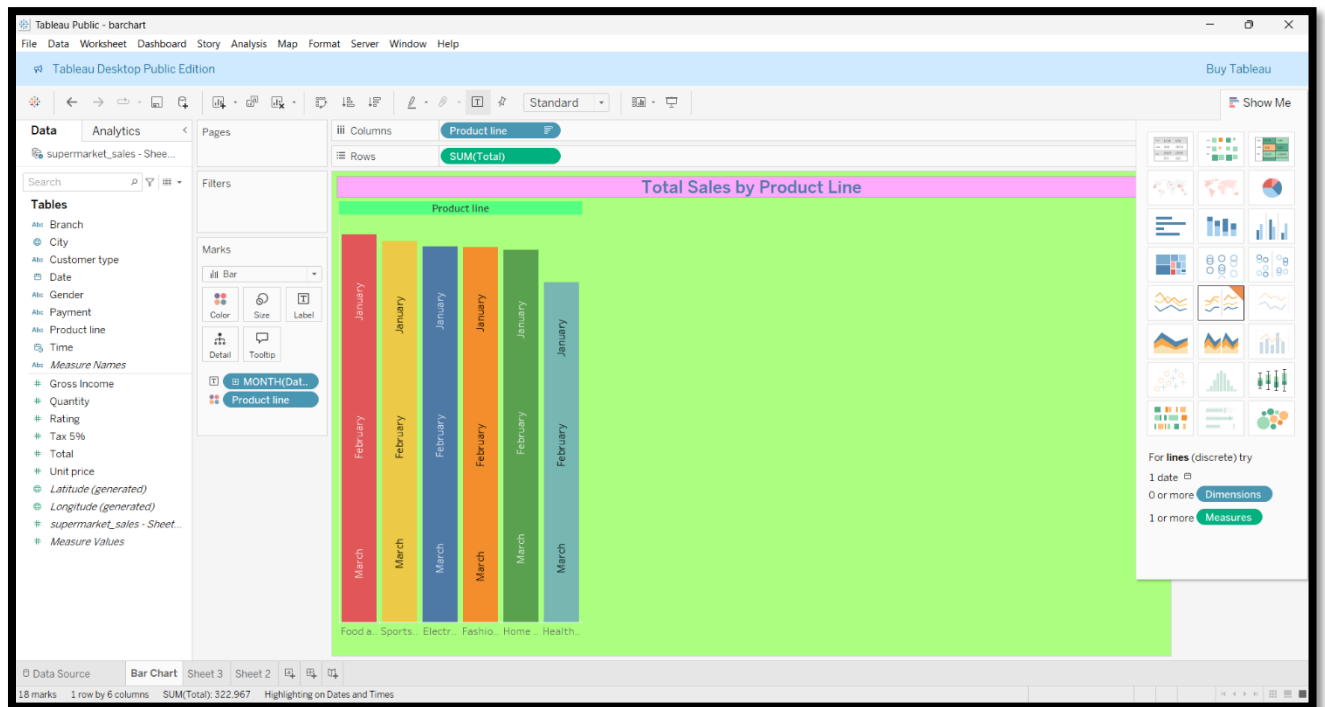 Tableau Public - barchart
File Data Worksheet Dashboard Story Analysis Map Format Server Window Help
Tableau Desktop Public Edition
Buy Tableau
Standard
Show Me
Data
Analytics
supermarket_sales - Shee...
Search
Tables
Abc Branch
City
Abc Customer type
Date
Abc Gender
Abc Payment
Abc Product line
Time
Abc Measure Names
# Gross Income
# Quantity
# Rating
# Tax 5%
# Total
# Unit price
Latitude (generated)
Longitude (generated)
# supermarket_sales - Sheet...
# Measure Values
Pages
Filters
Marks
Bar
Color
Size
Label
Detail
Tooltip
MONTH(Dat..
Product line
Columns
Product line
Rows
SUM(Total)
Total Sales by Product Line
Product line
January January January January January January
February February February February February February
March March March March March March
Food a.. Sports.. Electr.. Fashio.. Home .. Health..
For lines (discrete) try
1 date
0 or more Dimensions
1 or more Measures
Data Source
Bar Chart
Sheet 3
Sheet 2
18 marks 1 row by 6 columns SUM(Total): 322,967 Highlighting on Dates and Times